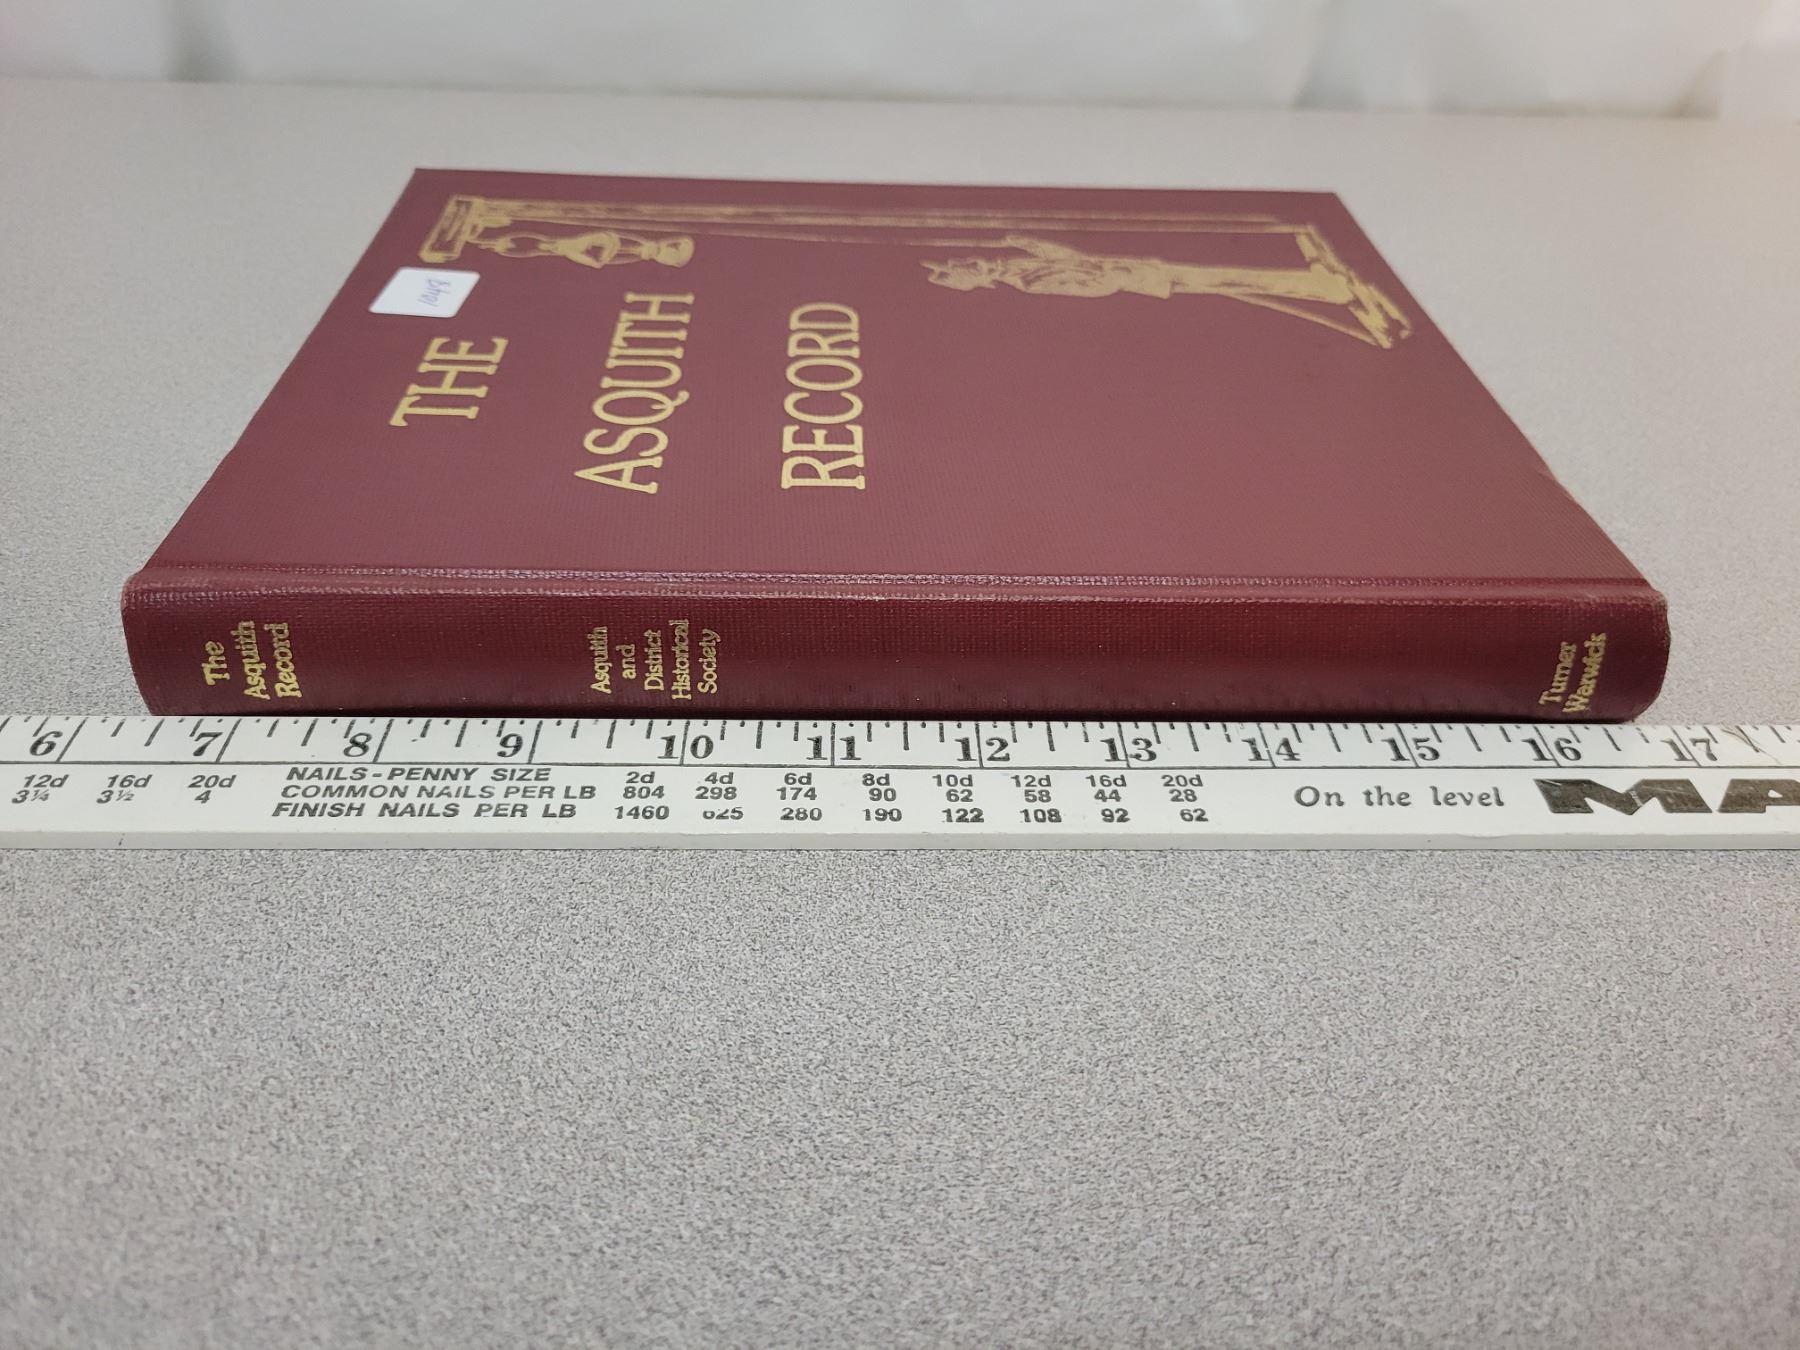 1048
THE
ASQUITH
RECORD
The
Asquith
Record
Asquith
and
District
Historical
Society
Turner
Warwick
6 7 8 9 10 11 12 13 14 15 16 17
12d 16d 20d NAILS - PENNY SIZE 2d 4d 6d 8d 10d 12d 16d 20d
3¼ 3½ 4 COMMON NAILS PER LB 804 298 174 90 62 58 44 28
FINISH NAILS PER LB 1460 625 280 190 122 108 92 62
On the level
MA